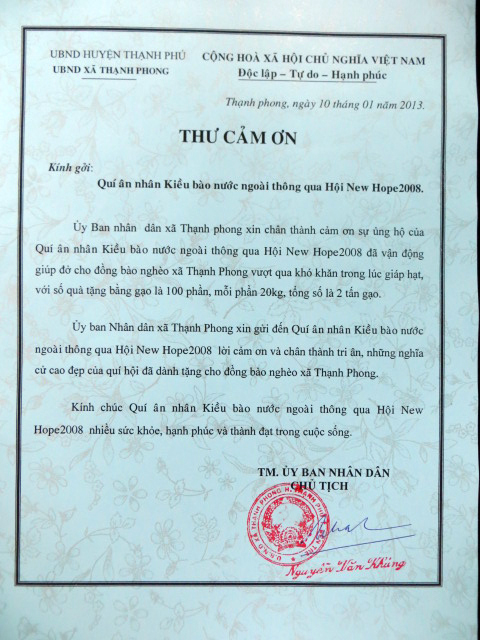 UBND HUYỆN THẠNH PHÚ
UBND XÃ THẠNH PHONG
CỘNG HOÀ XÃ HỘI CHỦ NGHĨA VIỆT NAM
Độc lập – Tự do – Hạnh phúc
Thạnh phong, ngày 10 tháng 01 năm 2013.
THƯ CẢM ƠN
Kính gởi:
Quí ân nhân Kiều bào nước ngoài thông qua Hội New Hope2008.
Ủy Ban nhân dân xã Thạnh phong xin chân thành cảm ơn sự ủng hộ của
Quí ân nhân Kiều bào nước ngoài thông qua Hội New Hope2008 đã vận động
giúp đở cho đồng bào nghèo xã Thạnh Phong vượt qua khó khăn trong lúc giáp hạt,
với số quà tặng bằng gạo là 100 phần, mỗi phần 20kg, tổng số là 2 tấn gạo.
Ủy ban Nhân dân xã Thạnh Phong xin gửi đến Quí ân nhân Kiều bào nước
ngoài thông qua Hội New Hope2008 lời cảm ơn và chân thành tri ân, những nghĩa
cử cao đẹp của quí hội đã dành tặng cho đồng bào nghèo xã Thạnh Phong.
Kính chúc Quí ân nhân Kiều bào nước ngoài thông qua Hội New
Hope2008 nhiều sức khỏe, hạnh phúc và thành đạt trong cuộc sống.
TM. ỦY BAN NHÂN DÂN
CHỦ TỊCH
U.B.N.D XÃ THẠNH PHONG H. THẠNH PHÚ
Nguyễn Văn Khúng